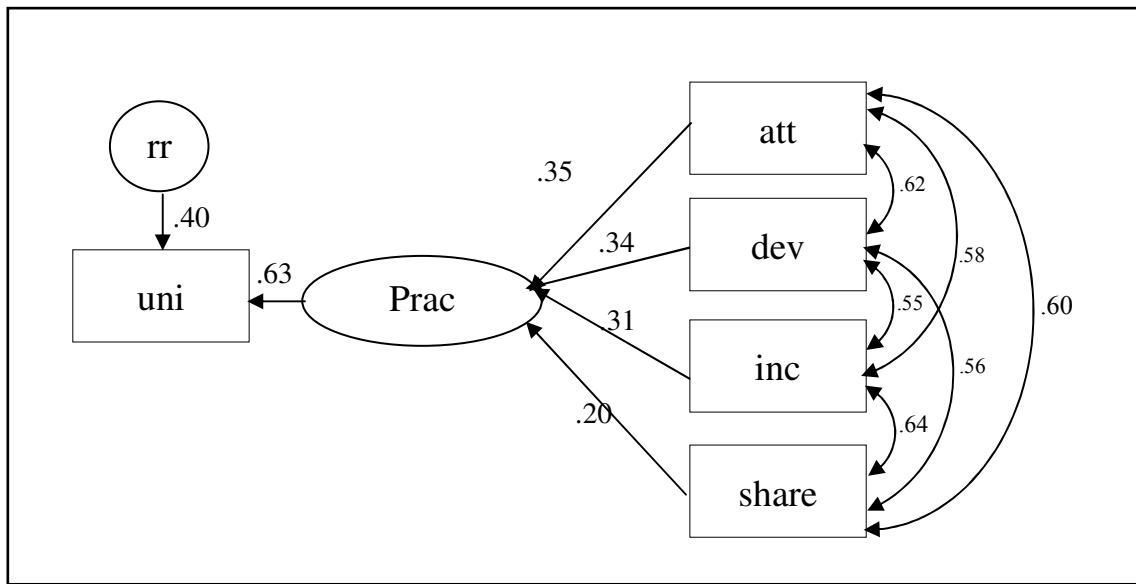 rr
.40
uni
.63
Prac
.35
.34
.31
.20
att
dev
inc
share
.62
.58
.55
.60
.56
.64